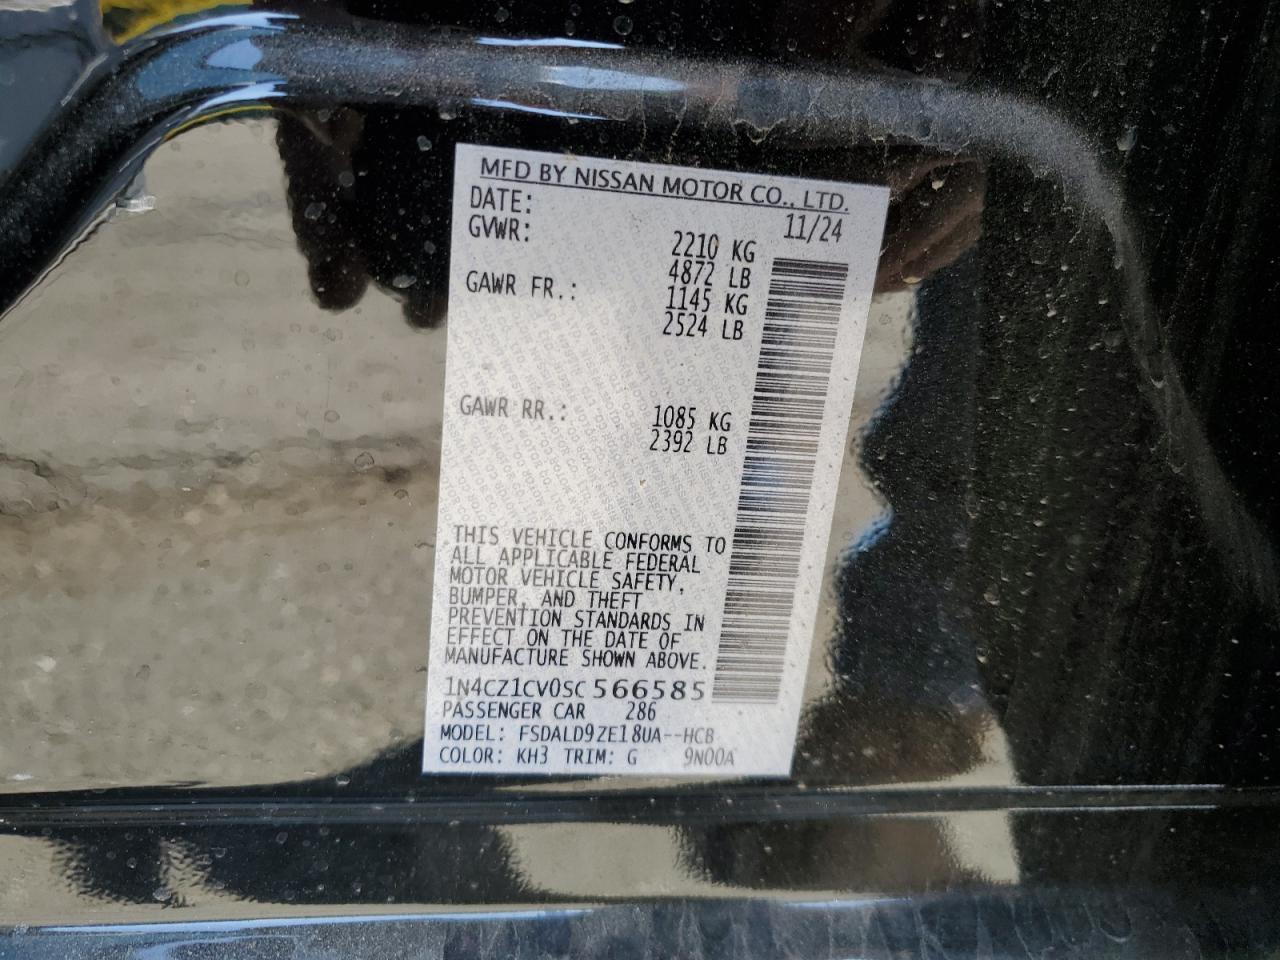 MFD BY NISSAN MOTOR CO., LTD.
DATE: 11/24
GVWR: 2210 KG
4872 LB
GAWR FR.: 1145 KG
2524 LB
GAWR RR.: 1085 KG
2392 LB
THIS VEHICLE CONFORMS TO
ALL APPLICABLE FEDERAL
MOTOR VEHICLE SAFETY,
BUMPER, AND THEFT
PREVENTION STANDARDS IN
EFFECT ON THE DATE OF
MANUFACTURE SHOWN ABOVE.
1N4CZ1CV0SC566585
PASSENGER CAR 286
MODEL: FSDALD9ZE18UA--HCB
COLOR: KH3 TRIM: G 9N00A